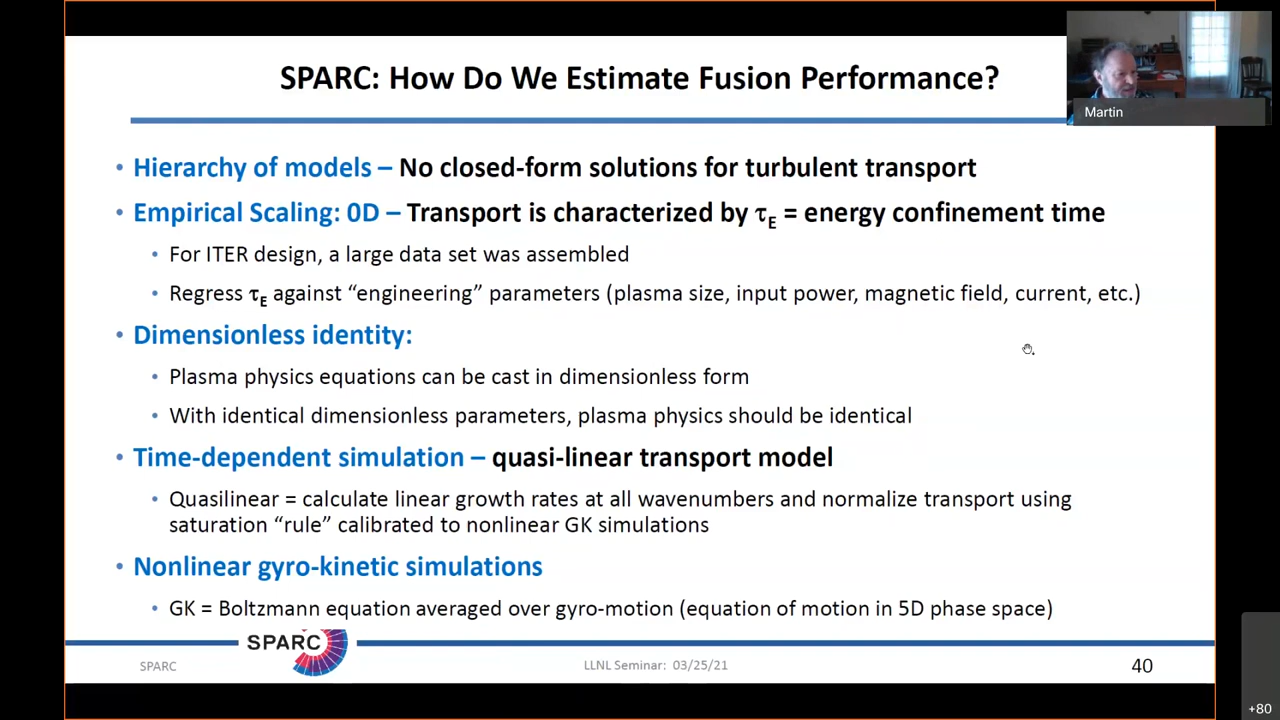 SPARC: How Do We Estimate Fusion Performance?
Martin
• Hierarchy of models – No closed-form solutions for turbulent transport
• Empirical Scaling: 0D – Transport is characterized by τE = energy confinement time
• For ITER design, a large data set was assembled
• Regress τE against “engineering” parameters (plasma size, input power, magnetic field, current, etc.)
• Dimensionless identity:
• Plasma physics equations can be cast in dimensionless form
• With identical dimensionless parameters, plasma physics should be identical
• Time-dependent simulation – quasi-linear transport model
• Quasilinear = calculate linear growth rates at all wavenumbers and normalize transport using
saturation “rule” calibrated to nonlinear GK simulations
• Nonlinear gyro-kinetic simulations
• GK = Boltzmann equation averaged over gyro-motion (equation of motion in 5D phase space)
SPARC
SPARC
LLNL Seminar: 03/25/21
40
+80